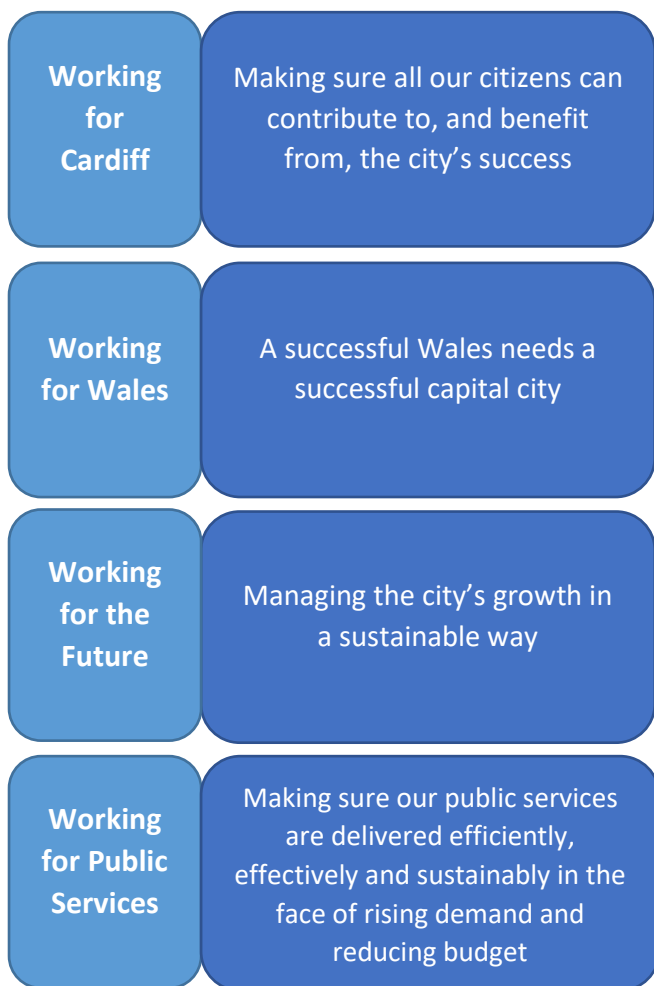 Working
for
Cardiff
Making sure all our citizens can
contribute to, and benefit
from, the city’s success
Working
for Wales
A successful Wales needs a
successful capital city
Working
for the
Future
Managing the city’s growth in
a sustainable way
Working
for Public
Services
Making sure our public services
are delivered efficiently,
effectively and sustainably in the
face of rising demand and
reducing budget